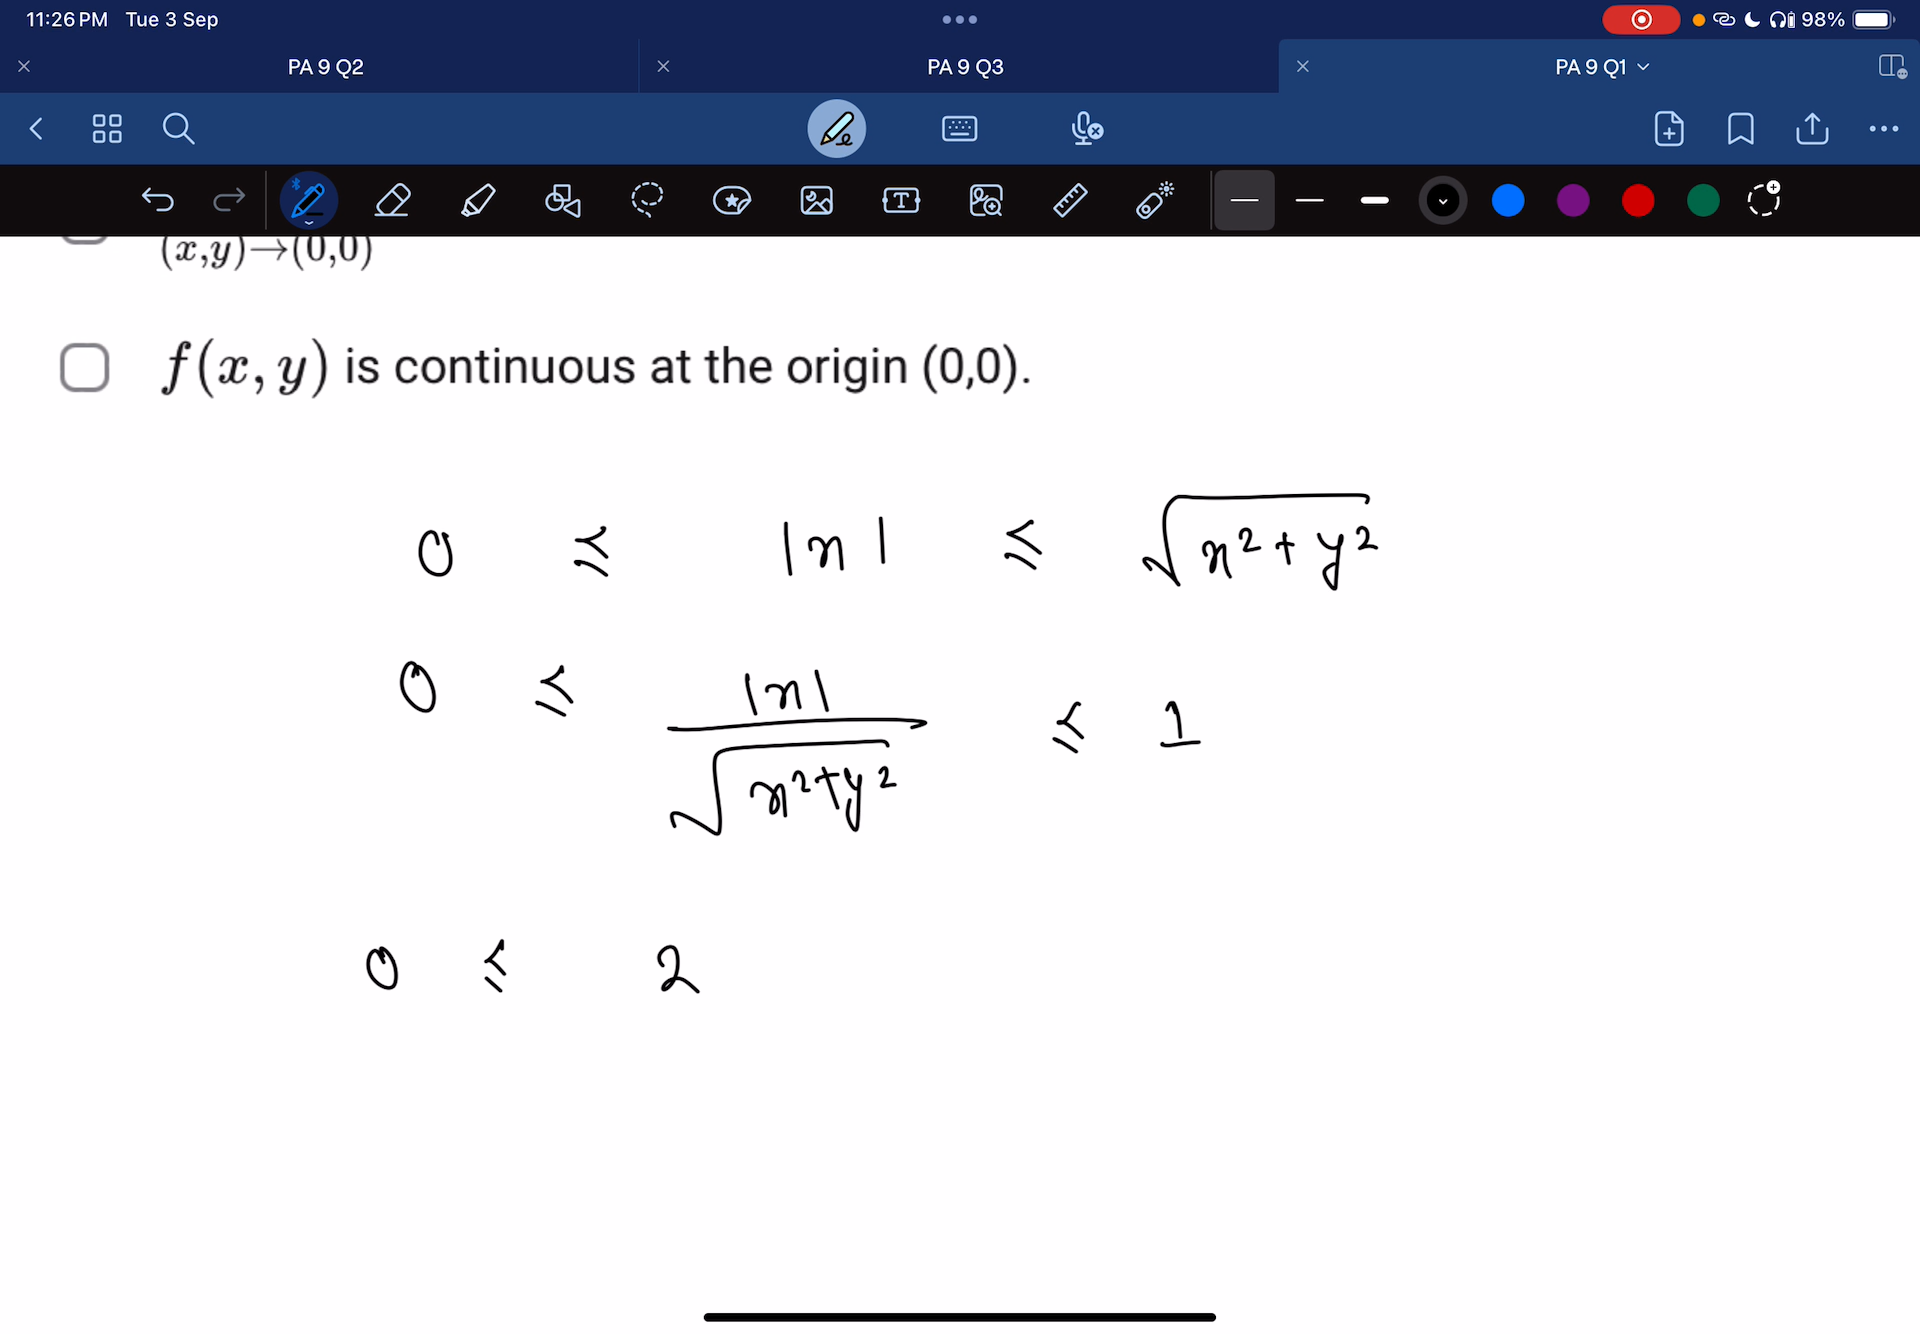 11:26 PM Tue 3 Sep 98%
PA 9 Q2 PA 9 Q3 PA 9 Q1
(x,y)→(0,0)
f(x, y) is continuous at the origin (0,0).
0 ≤ |x| ≤ √(x² + y²)
0 ≤ |x| / √(x²+y²) ≤ 1
0 ≤ 2